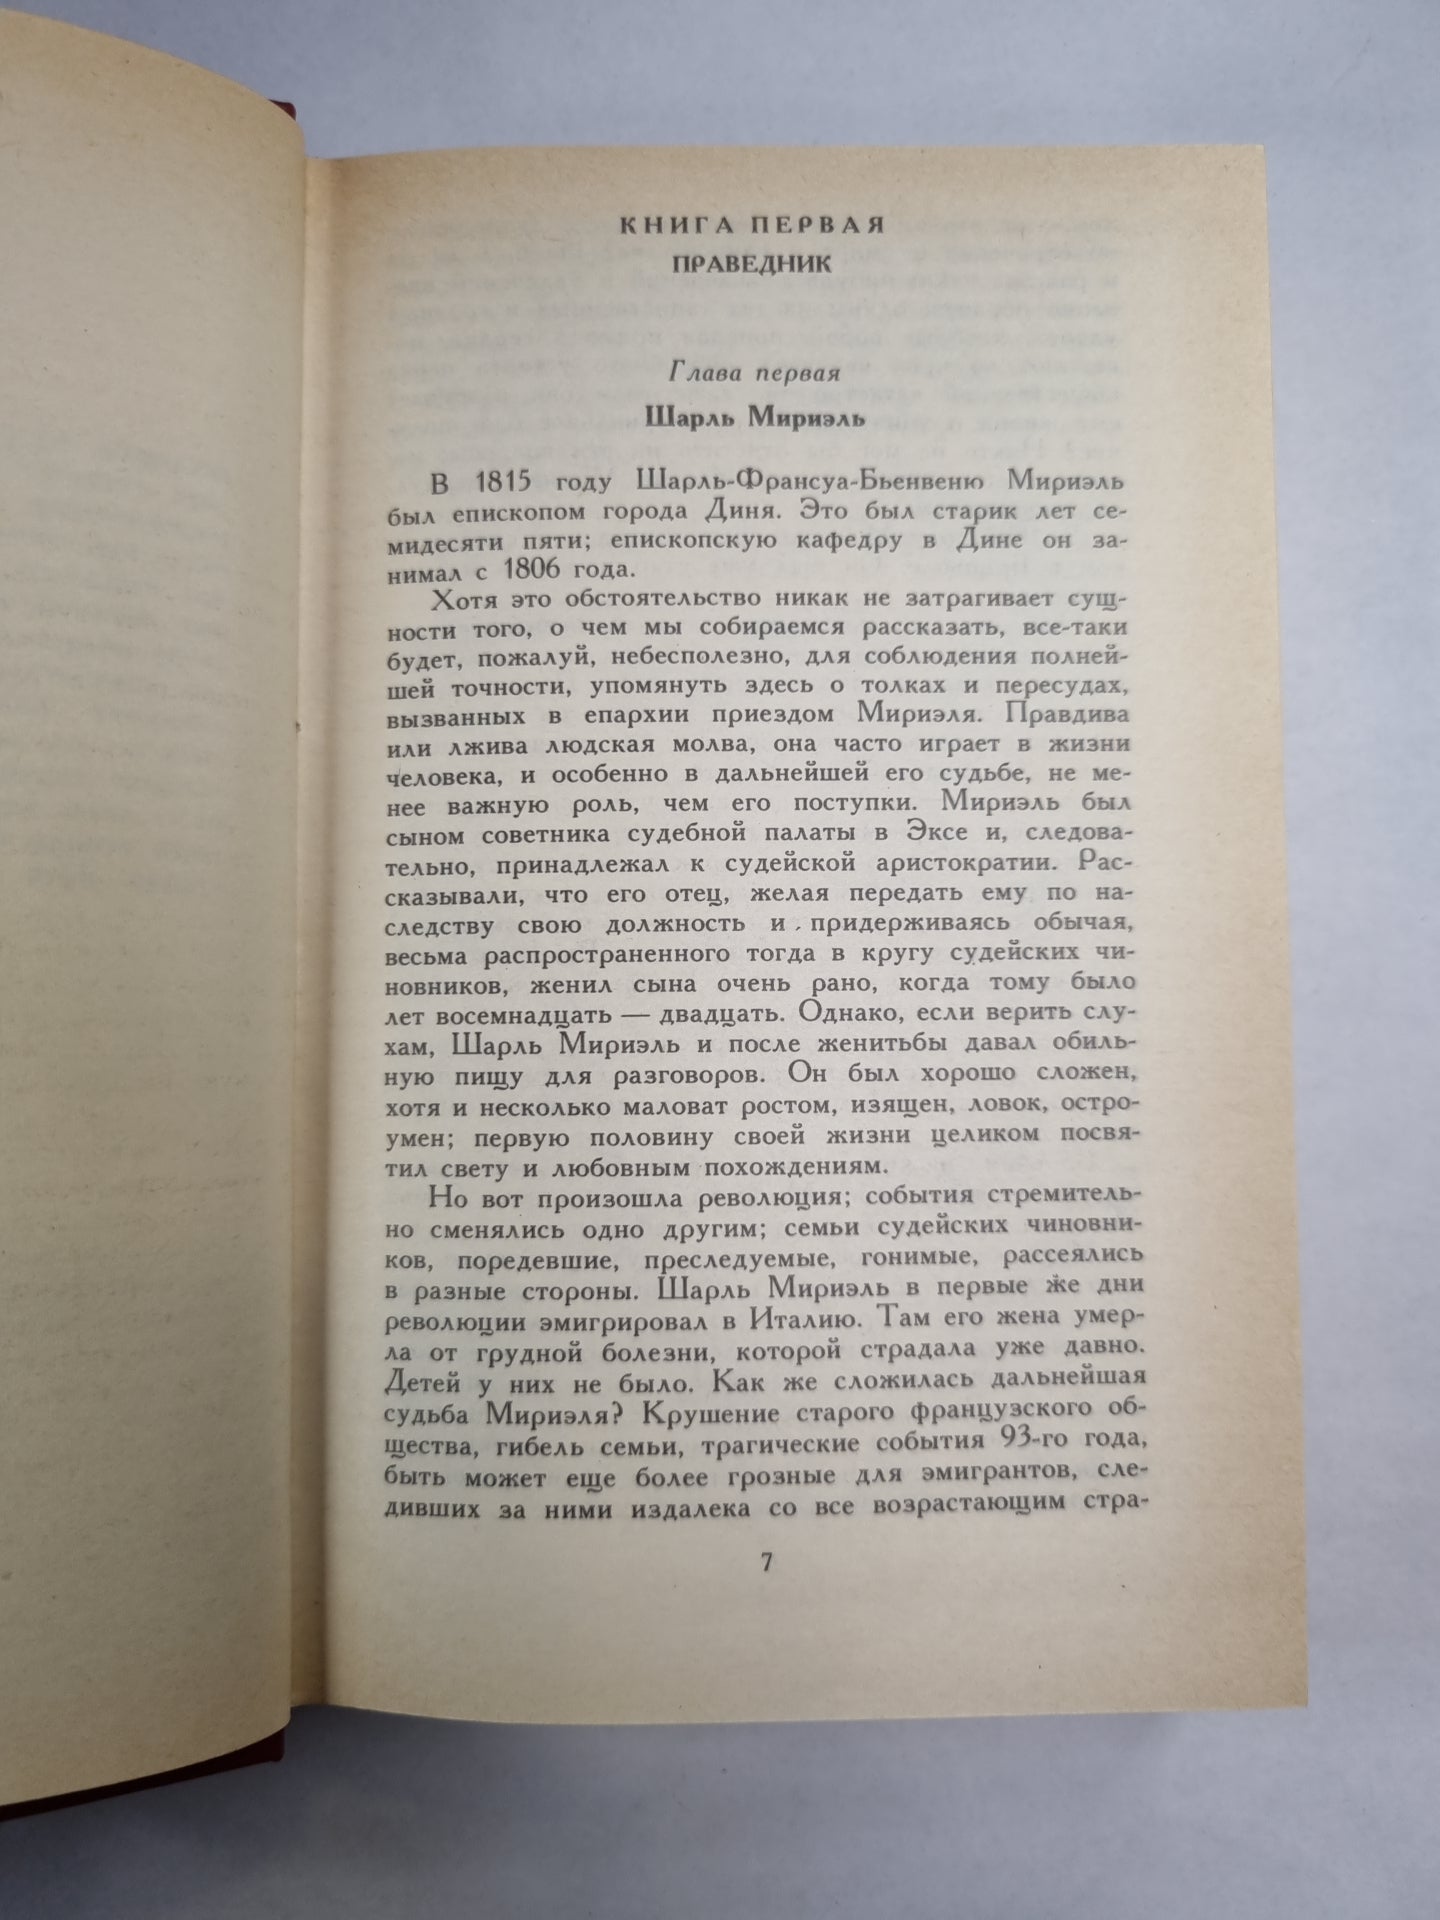 КНИГА ПЕРВАЯ
ПРАВЕДНИК
Глава первая
Шарль Мириэль
В 1815 году Шарль-Франсуа-Бьенвеню Мириэль
был епископом города Диня. Это был старик лет се-
мидесяти пяти; епископскую кафедру в Дине он за-
нимал с 1806 года.
Хотя это обстоятельство никак не затрагивает сущ-
ности того, о чем мы собираемся рассказать, все-таки
будет, пожалуй, небесполезно, для соблюдения полней-
шей точности, упомянуть здесь о толках и пересудах,
вызванных в епархии приездом Мириэля. Правдива
или лжива людская молва, она часто играет в жизни
человека, и особенно в дальнейшей его судьбе, не ме-
нее важную роль, чем его поступки. Мириэль был
сыном советника судебной палаты в Эксе и, следова-
тельно, принадлежал к судейской аристократии. Рас-
сказывали, что его отец, желая передать ему по на-
следству свою должность и придерживаясь обычая,
весьма распространенного тогда в кругу судейских чи-
новников, женил сына очень рано, когда тому было
лет восемнадцать — двадцать. Однако, если верить слу-
хам, Шарль Мириэль и после женитьбы давал обиль-
ную пищу для разговоров. Он был хорошо сложен,
хотя и несколько маловат ростом, изящен, ловок, остро-
умен; первую половину своей жизни целиком посвя-
тил свету и любовным похождениям.
Но вот произошла революция; события стремитель-
но сменялись одно другим; семьи судейских чиновни-
ков, поредевшие, преследуемые, гонимые, рассеялись
в разные стороны. Шарль Мириэль в первые же дни
революции эмигрировал в Италию. Там его жена умер-
ла от грудной болезни, которой страдала уже давно.
Детей у них не было. Как же сложилась дальнейшая
судьба Мириэля? Крушение старого французского об-
щества, гибель семьи, трагические события 93-го года,
быть может еще более грозные для эмигрантов, сле-
дивших за ними издалека со все возрастающим стра-
7